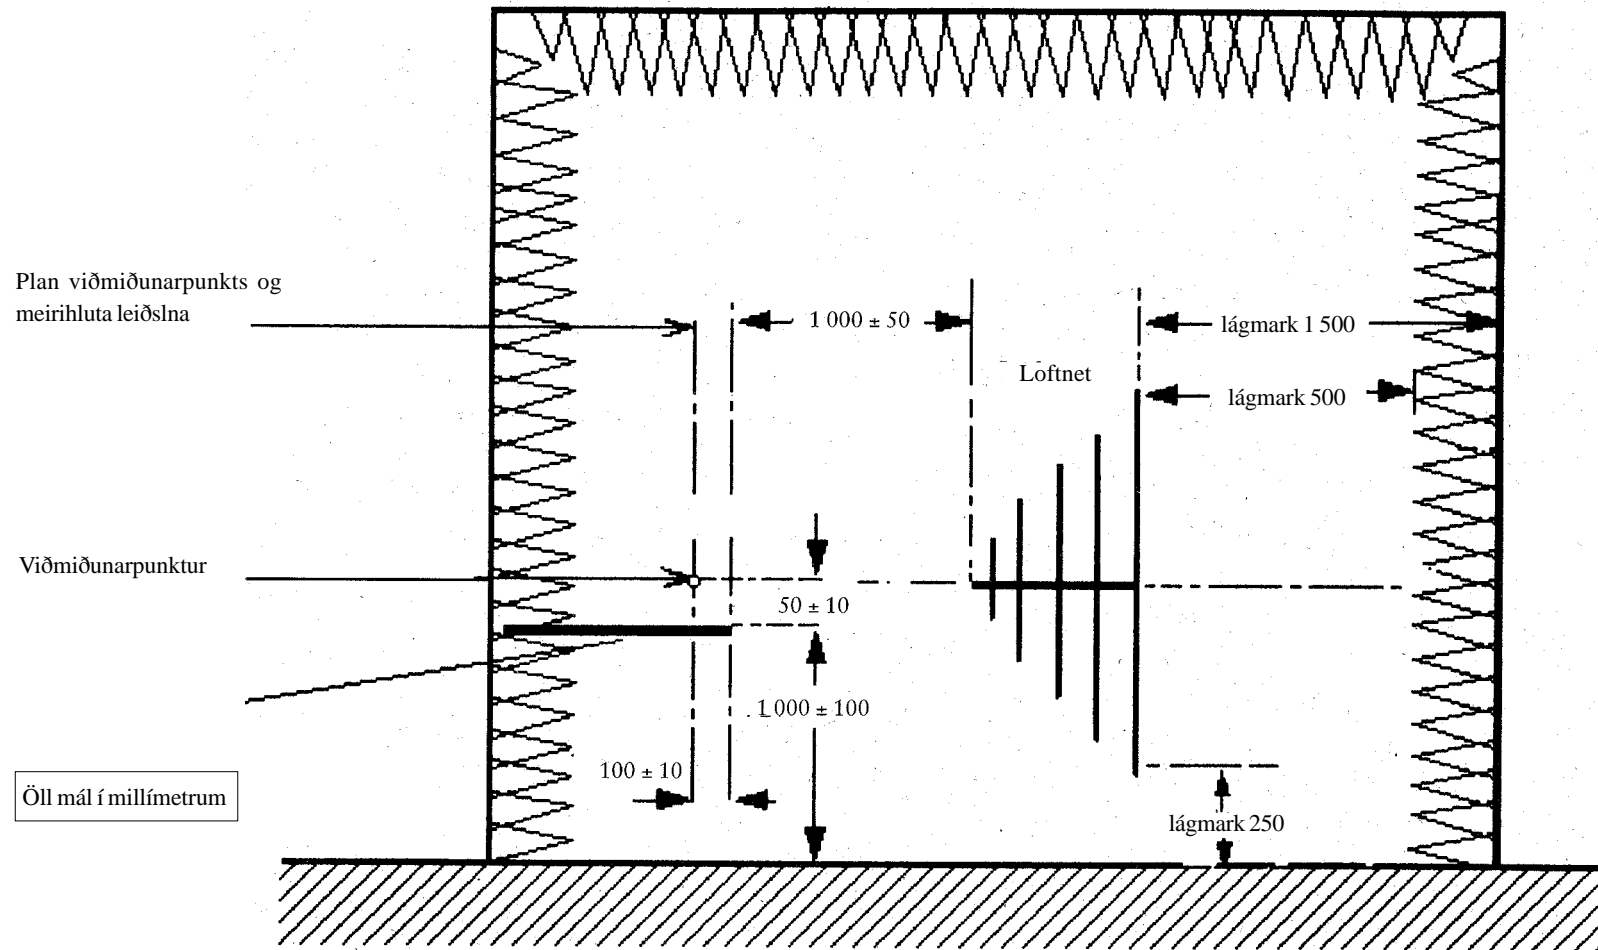 Plan viðmiðunarpunkts og
meirihluta leiðslna
1 000 ± 50
lágmark 1 500
Loftnet
lágmark 500
Viðmiðunarpunktur
50 ± 10
1 000 ± 100
100 ± 10
Öll mál í millímetrum
lágmark 250